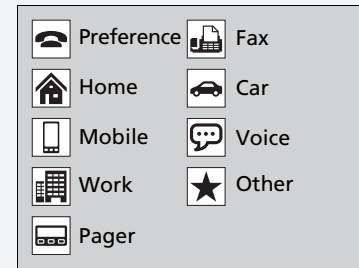 Preference
Fax
Home
Car
Mobile
Voice
Work
Other
Pager